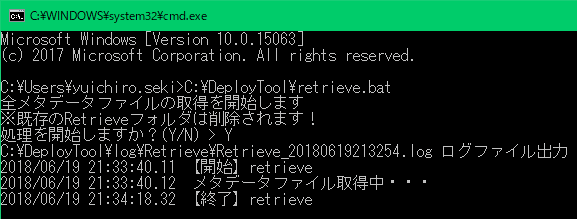 C:¥WINDOWS¥system32¥cmd.exe
Microsoft Windows [Version 10.0.15063]
(c) 2017 Microsoft Corporation. All rights reserved.
C:¥Users¥yuichiro.seki>C:¥DeployTool¥retrieve.bat
全メタデータファイルの取得を開始します
※既存のRetrieveフォルダは削除されます！
処理を開始しますか？(Y/N) > Y
C:¥DeployTool¥log¥Retrieve¥Retrieve_20180619213254.log ログファイル出力
2018/06/19 21:33:40.11 【開始】retrieve
2018/06/19 21:33:40.12 メタデータファイル取得中・・・
2018/06/19 21:34:18.32 【終了】retrieve